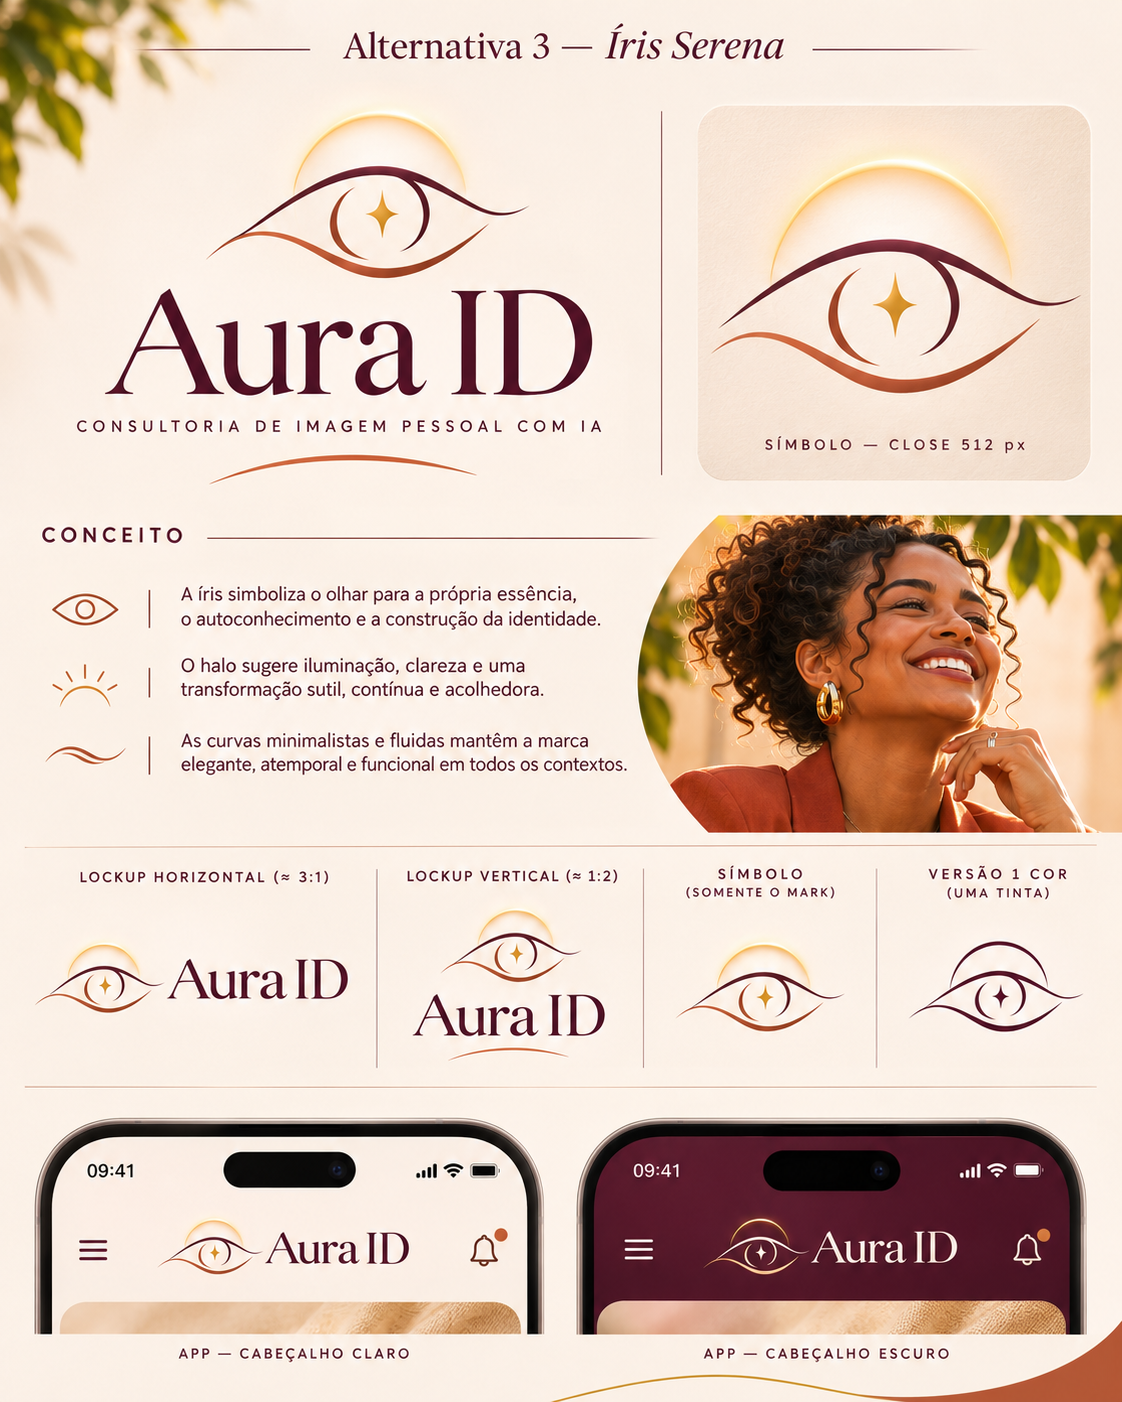 Alternativa 3 — Íris Serena
Aura ID
CONSULTORIA DE IMAGEM PESSOAL COM IA
SÍMBOLO — CLOSE 512 px
CONCEITO
A íris simboliza o olhar para a própria essência,
o autoconhecimento e a construção da identidade.
O halo sugere iluminação, clareza e uma
transformação sutil, contínua e acolhedora.
As curvas minimalistas e fluidas mantêm a marca
elegante, atemporal e funcional em todos os contextos.
LOCKUP HORIZONTAL (≈ 3:1)
Aura ID
LOCKUP VERTICAL (≈ 1:2)
Aura ID
SÍMBOLO
(SOMENTE O MARK)
VERSÃO 1 COR
(UMA TINTA)
09:41
Aura ID
APP — CABEÇALHO CLARO
09:41
Aura ID
APP — CABEÇALHO ESCURO